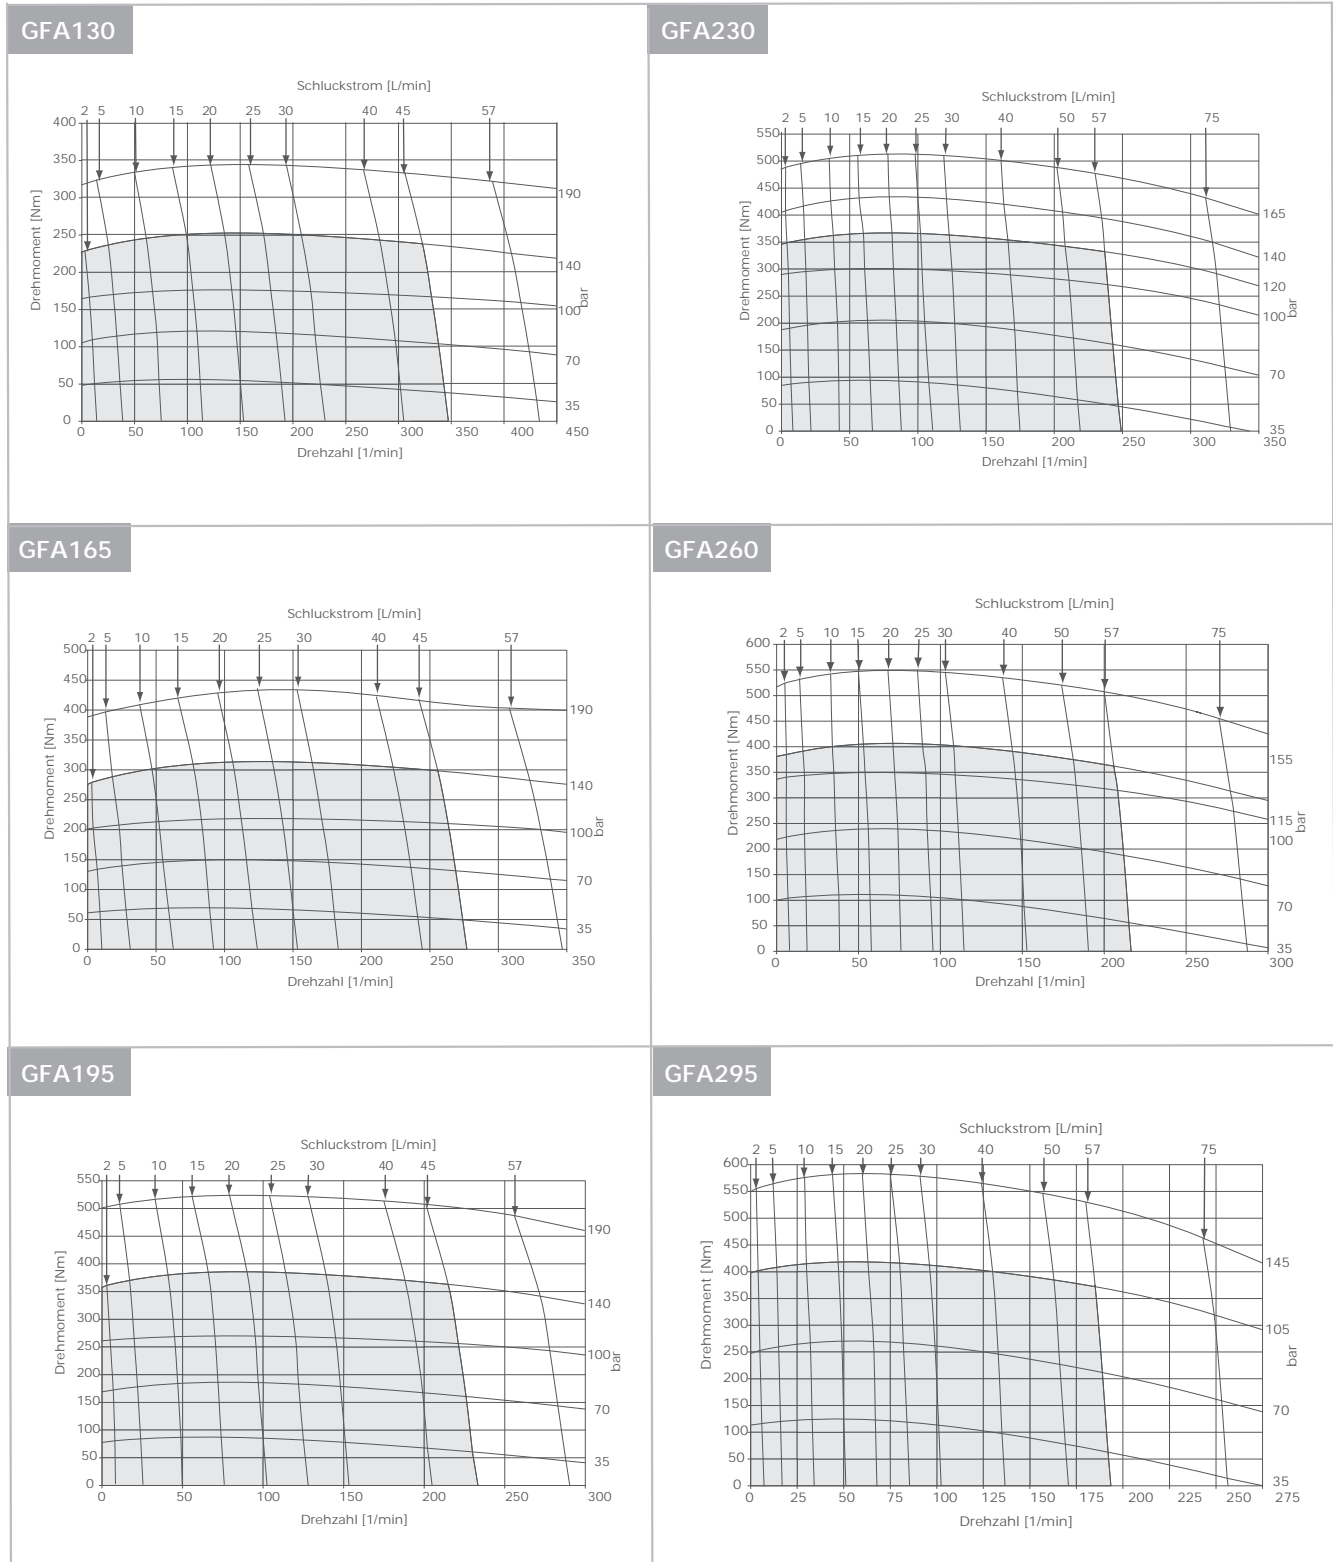 GFA130
Schluckstrom [L/min]
2 5 10 15 20 25 30 40 45 57
400
350
300
250
200
150
100
50
0
Drehmoment [Nm]
190
140
100
70
35
bar
0 50 100 150 200 250 300 350 400 450
Drehzahl [1/min]
GFA230
Schluckstrom [L/min]
2 5 10 15 20 25 30 40 50 57 75
550
500
450
400
350
300
250
200
150
100
50
0
Drehmoment [Nm]
165
140
120
100
70
35
bar
0 50 100 150 200 250 300 350
Drehzahl [1/min]
GFA165
Schluckstrom [L/min]
2 5 10 15 20 25 30 40 45 57
500
450
400
350
300
250
200
150
100
50
0
Drehmoment [Nm]
190
140
100
70
35
bar
0 50 100 150 200 250 300 350
Drehzahl [1/min]
GFA260
Schluckstrom [L/min]
2 5 10 15 20 25 30 40 50 57 75
600
550
500
450
400
350
300
250
200
150
100
50
0
Drehmoment [Nm]
155
115
100
70
35
bar
0 50 100 150 200 250 300
Drehzahl [1/min]
GFA195
Schluckstrom [L/min]
2 5 10 15 20 25 30 40 45 57
550
500
450
400
350
300
250
200
150
100
50
0
Drehmoment [Nm]
190
140
100
70
35
bar
0 50 100 150 200 250 300
Drehzahl [1/min]
GFA295
Schluckstrom [L/min]
2 5 10 15 20 25 30 40 50 57 75
600
550
500
450
400
350
300
250
200
150
100
50
0
Drehmoment [Nm]
145
105
70
35
bar
0 25 50 75 100 125 150 175 200 225 250 275
Drehzahl [1/min]